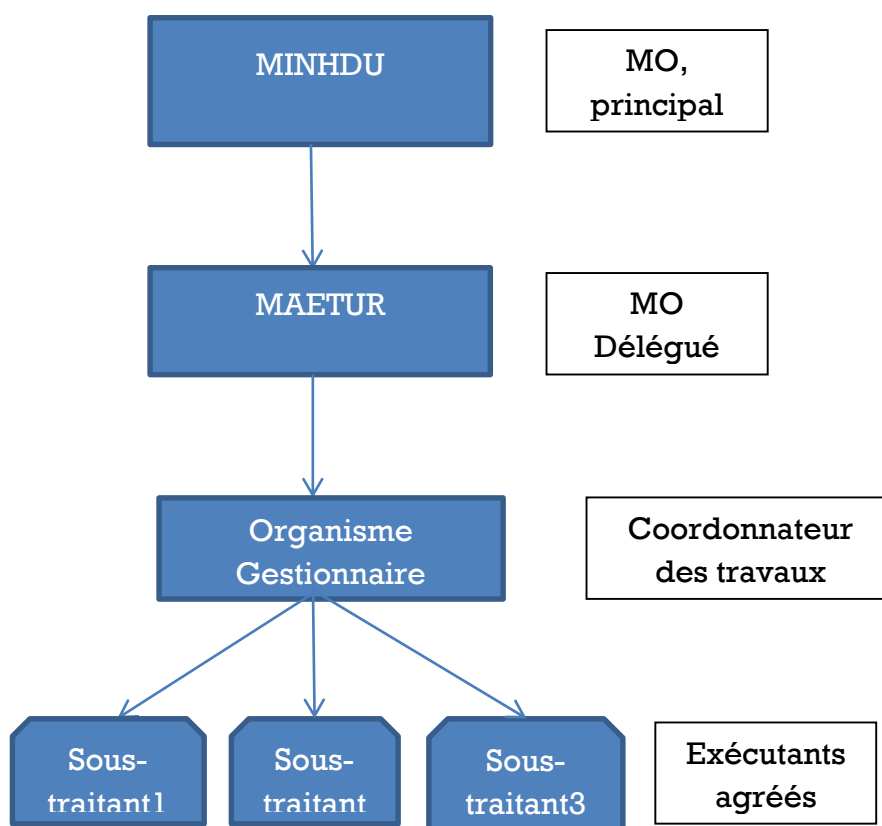 MINHDU
MO,
principal
MAETUR
MO
Délégué
Organisme
Gestionnaire
Coordonnateur
des travaux
Sous-
traitant1
Sous-
traitant
Sous-
traitant3
Exécutants
agréés